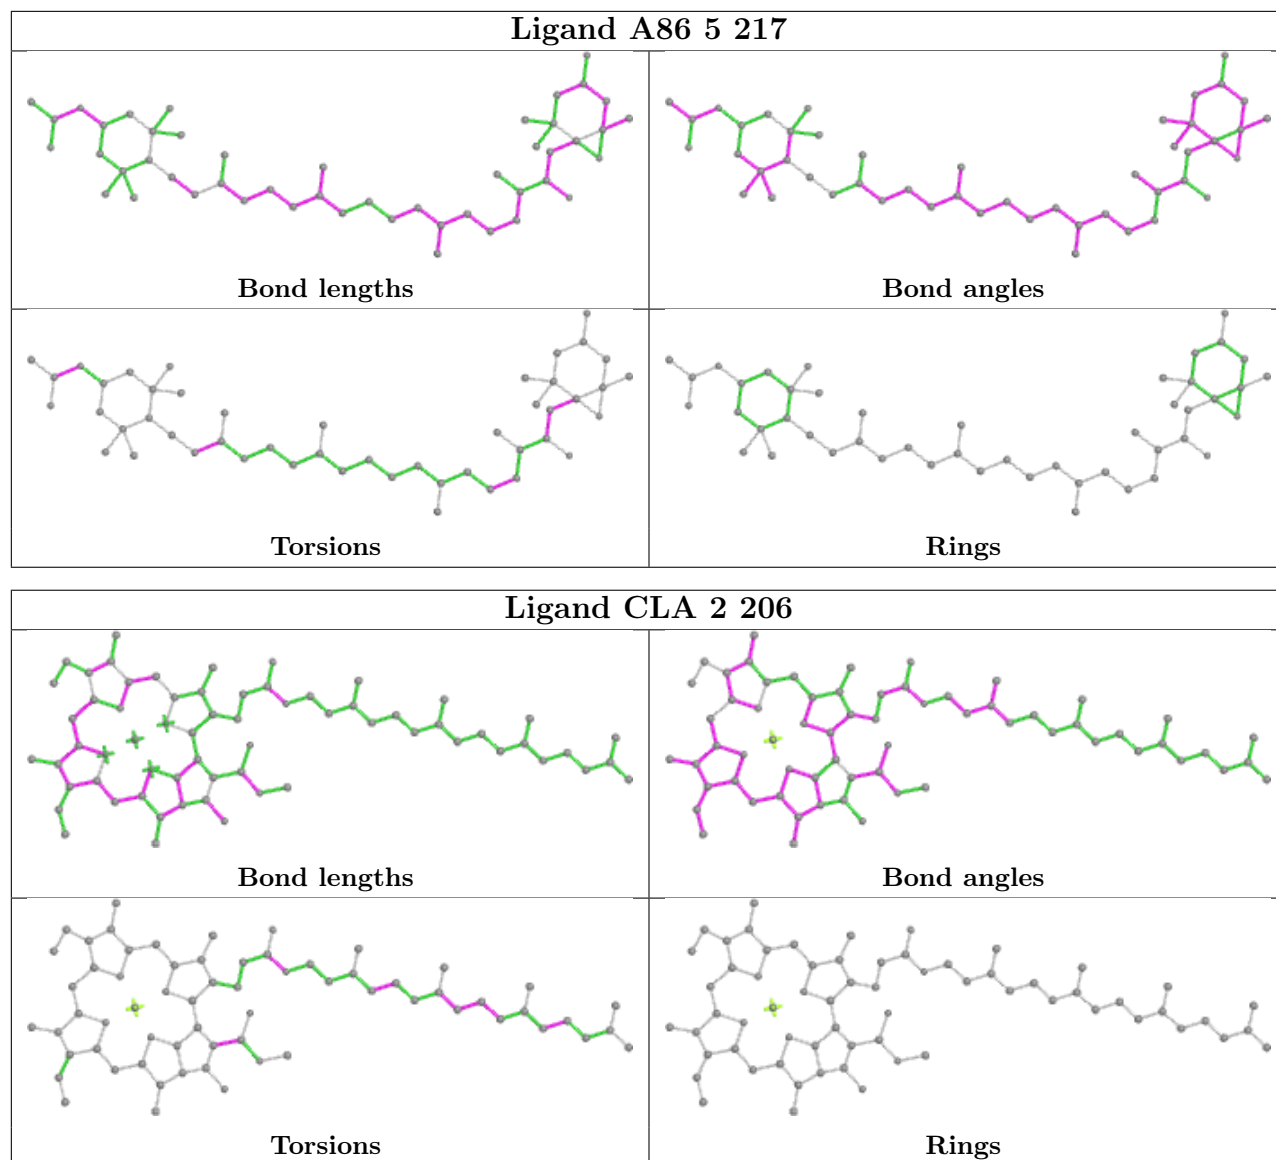 Ligand A86 5 217
Bond lengths
Bond angles
Torsions
Rings
Ligand CLA 2 206
Bond lengths
Bond angles
Torsions
Rings